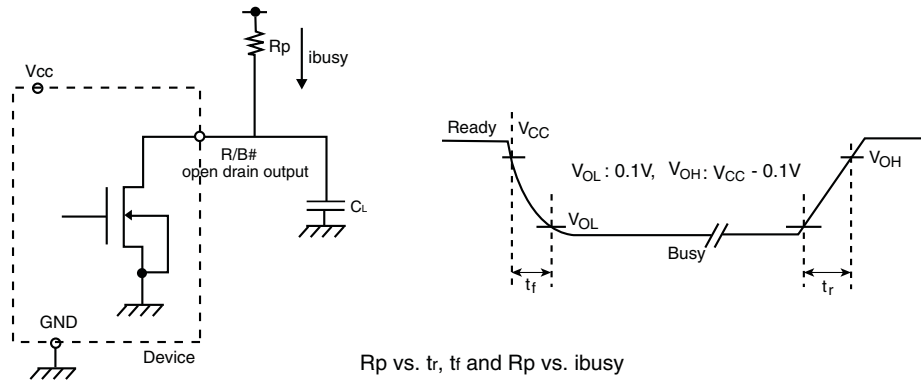 Rp
ibusy
Vcc
R/B#
open drain output
CL
GND
Device
Ready
VCC
VOL : 0.1V, VOH : VCC - 0.1V
VOH
VOL
Busy
tf
tr
Rp vs. tr, tf and Rp vs. ibusy